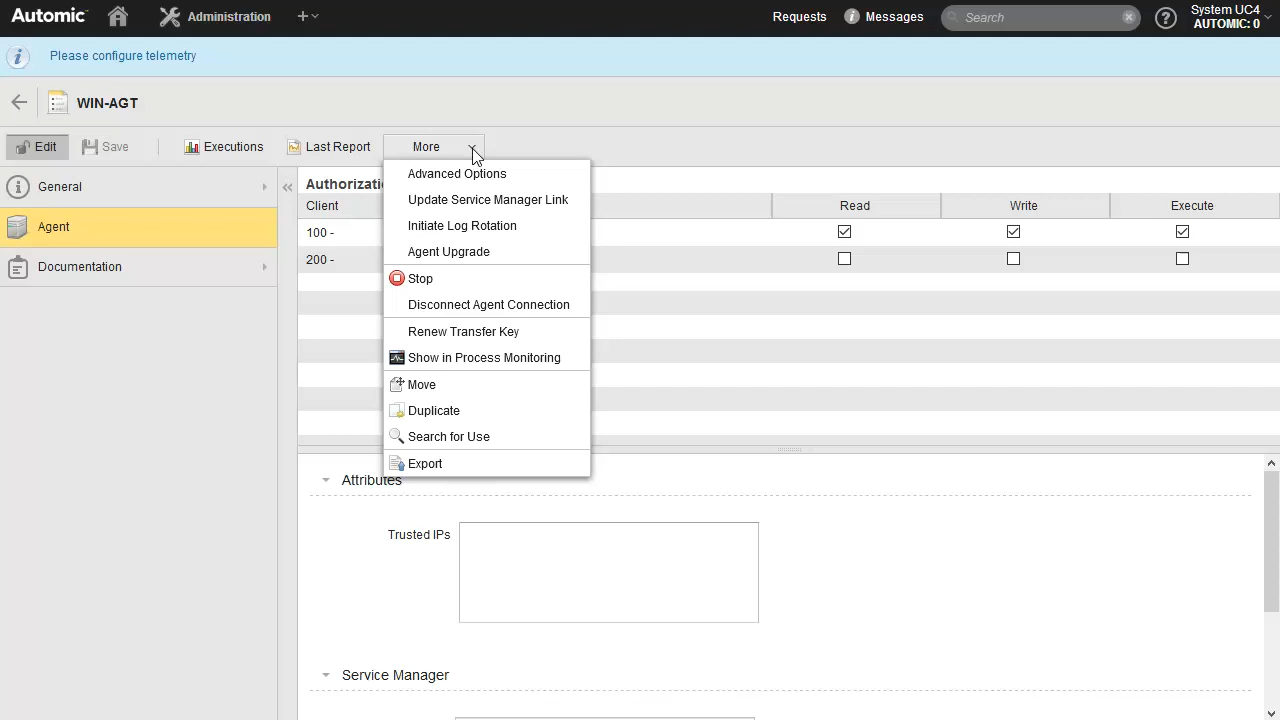 Automic
Administration
Requests
Messages
Search
System UC4
AUTOMIC: 0
Please configure telemetry
WIN-AGT
Edit
Save
Executions
Last Report
More
General
Agent
Documentation
Advanced Options
Update Service Manager Link
Initiate Log Rotation
Agent Upgrade
Stop
Disconnect Agent Connection
Renew Transfer Key
Show in Process Monitoring
Move
Duplicate
Search for Use
Export
Authorizati
Client Read Write Execute
100 -
200 -
Attributes
Trusted IPs
Service Manager